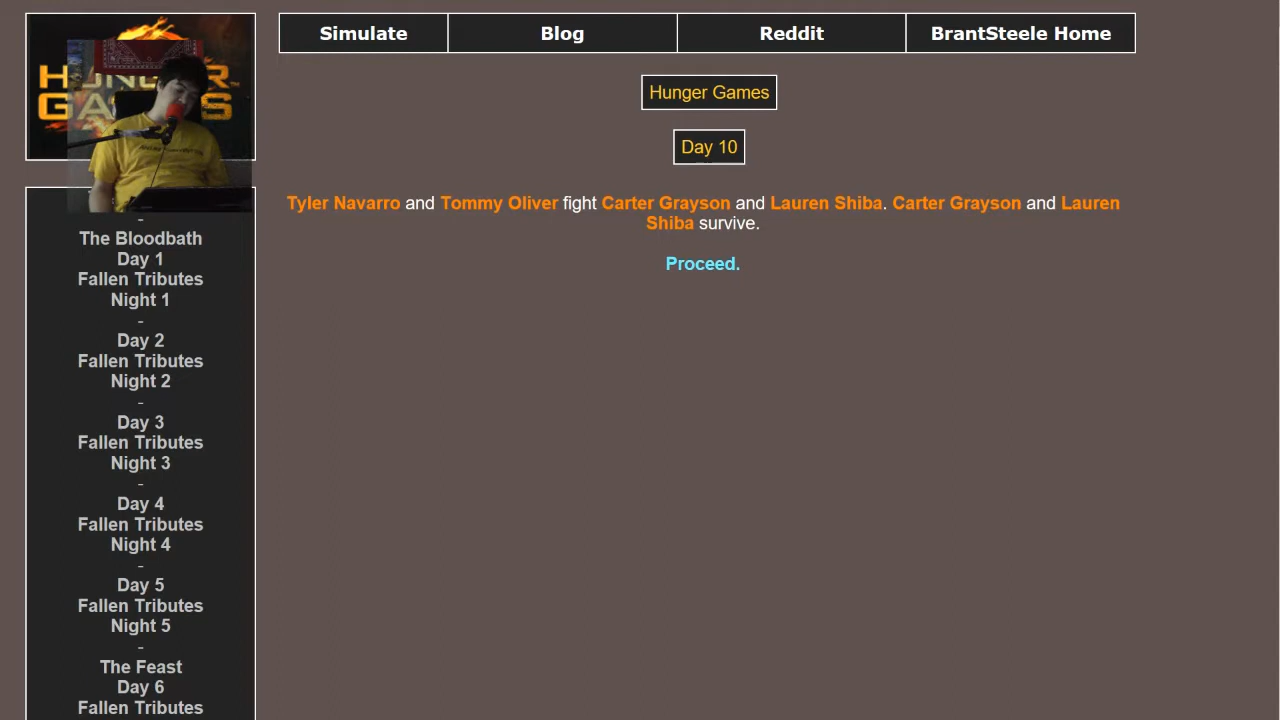 Simulate
Blog
Reddit
BrantSteele Home
Hunger Games
Day 10
Tyler Navarro and Tommy Oliver fight Carter Grayson and Lauren Shiba. Carter Grayson and Lauren
Shiba survive.
Proceed.
-
The Bloodbath
Day 1
Fallen Tributes
Night 1
-
Day 2
Fallen Tributes
Night 2
-
Day 3
Fallen Tributes
Night 3
-
Day 4
Fallen Tributes
Night 4
-
Day 5
Fallen Tributes
Night 5
-
The Feast
Day 6
Fallen Tributes